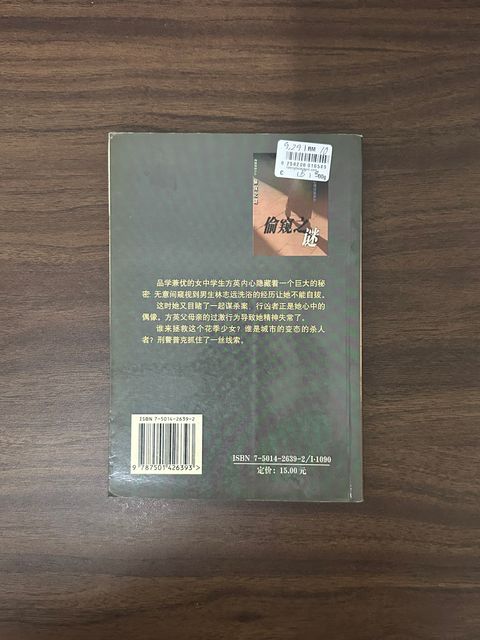 偷窥之
谜
品学兼优的女中学生方英内心隐藏着一个巨大的秘
密: 无意间窥视到男生林志远洗浴的经历让她不能自拔。
这时她又目睹了一起谋杀案，行凶者正是她心中的
偶像。方英父母亲的过激行为导致她精神失常了。
谁来拯救这个花季少女？谁是城市的变态的杀人
者？刑警普克抓住了一丝线索。
ISBN 7-5014-2639-2
9 787501 426393 >
ISBN 7-5014-2639-2/I·1090
定价: 15.00 元